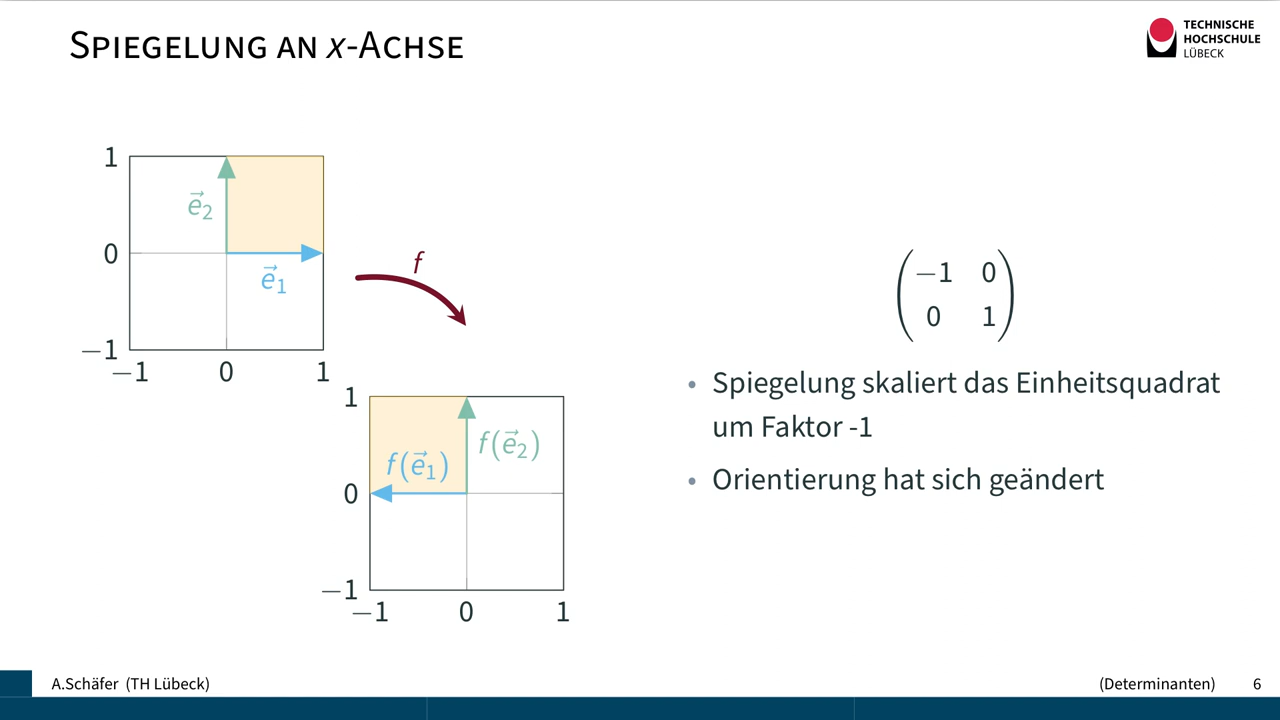 SPIEGELUNG AN x-ACHSE
TECHNISCHE
HOCHSCHULE
LÜBECK
1
0
−1
−1 0 1
e⃗2
e⃗1
f
1
0
−1
−1 0 1
f(e⃗1)
f(e⃗2)
−1 0
0 1
• Spiegelung skaliert das Einheitsquadrat
um Faktor -1
• Orientierung hat sich geändert
A.Schäfer (TH Lübeck)
(Determinanten) 6